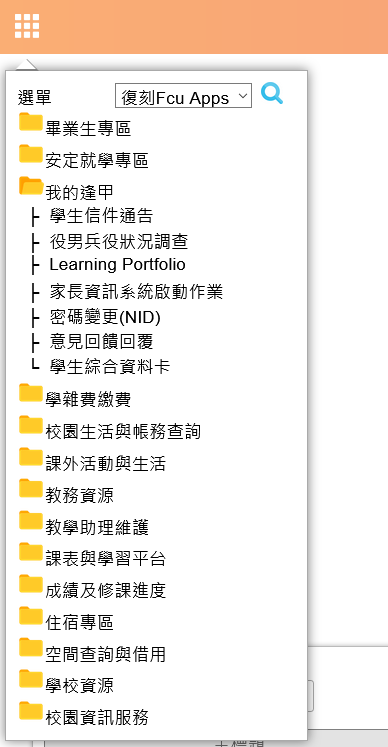 選單 復刻Fcu Apps
畢業生專區
安定就學專區
我的逢甲
學生信件通告
役男兵役狀況調查
Learning Portfolio
家長資訊系統啟動作業
密碼變更(NID)
意見回饋回覆
學生綜合資料卡
學雜費繳費
校園生活與帳務查詢
課外活動與生活
教務資源
教學助理維護
課表與學習平台
成績及修課進度
住宿專區
空間查詢與借用
學校資源
校園資訊服務